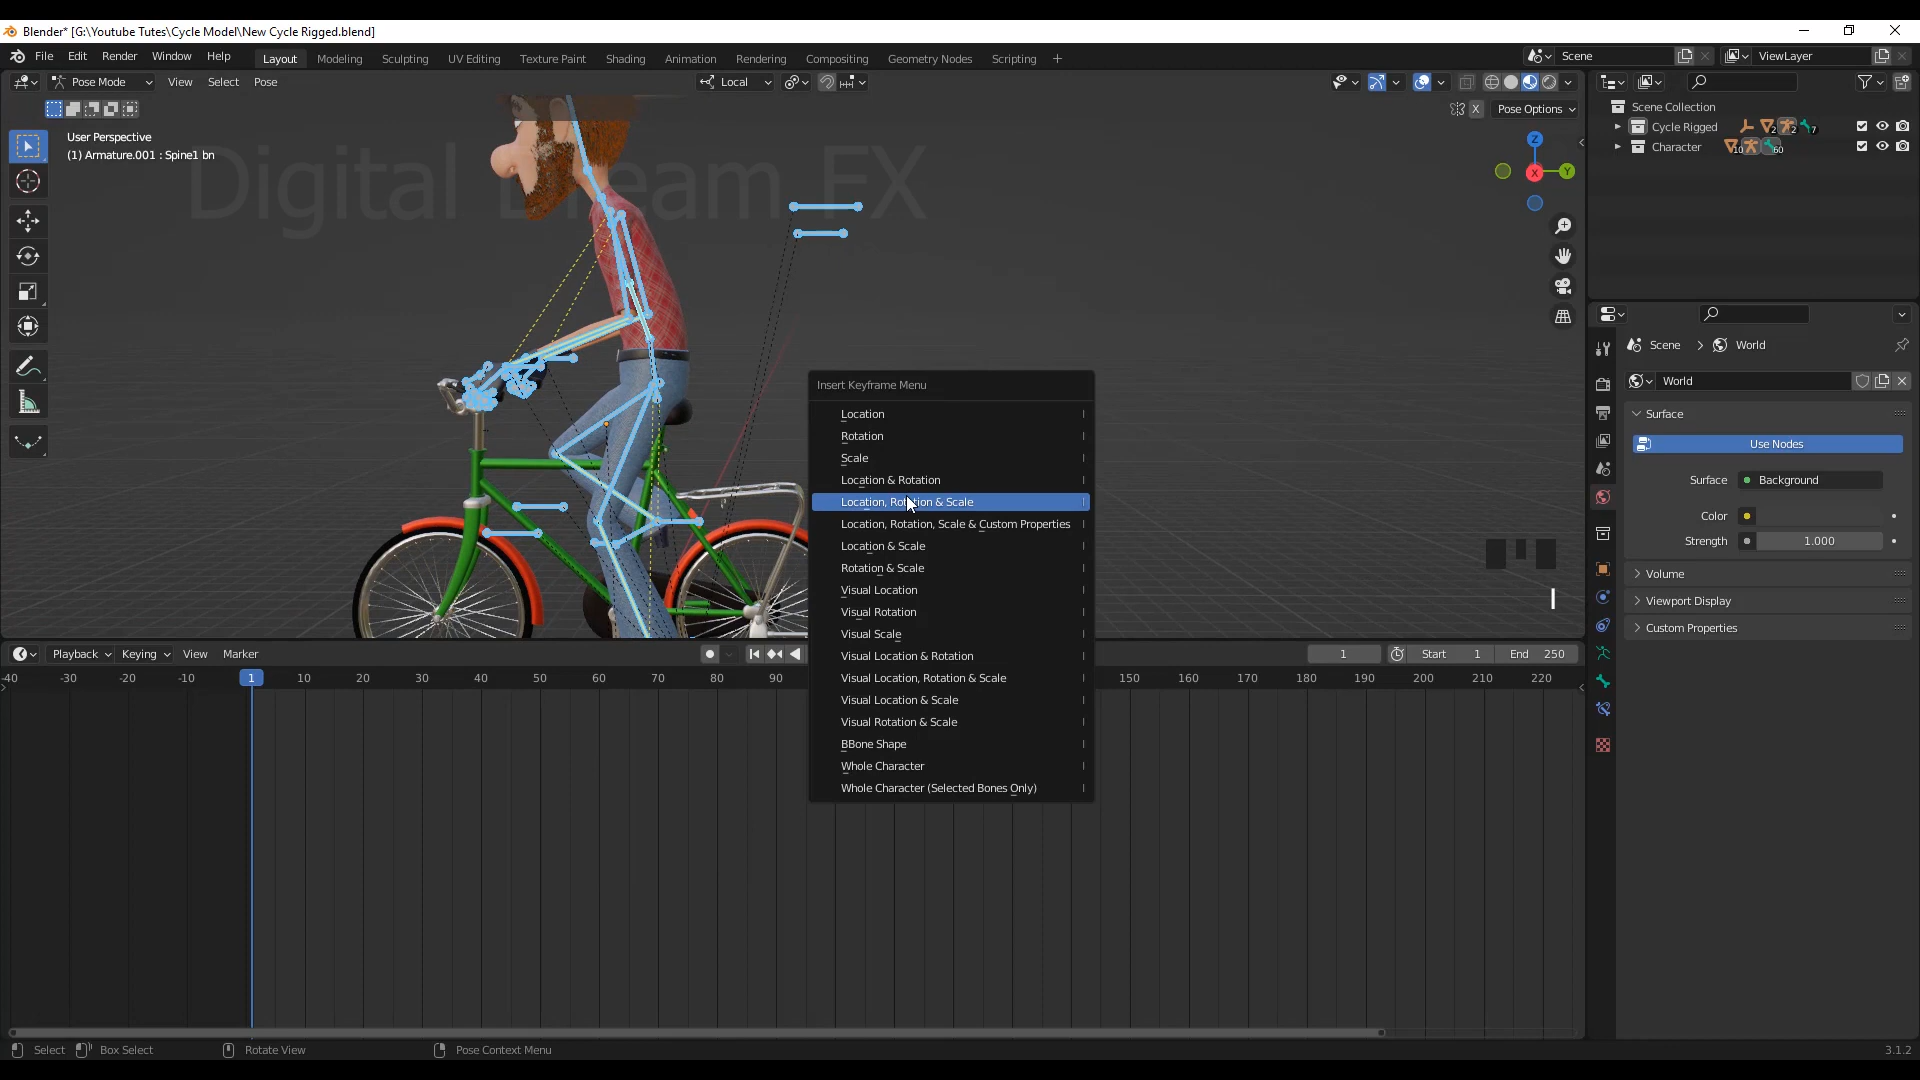 Blender* [G:\Youtube Tutes\Cycle Model\New Cycle Rigged.blend]
File Edit Render Window Help Layout Modeling Sculpting UV Editing Texture Paint Shading Animation Rendering Compositing Geometry Nodes Scripting + Scene ViewLayer
Pose Mode View Select Pose Local
X Pose Options
User Perspective
(1) Armature.001 : Spine1 bn
Digital Dream FX
Z
Y
X
Scene Collection
Cycle Rigged 2 2 7
Character 10 60
Scene > World
World
Surface
Use Nodes
Surface Background
Color
Strength 1.000
Volume
Viewport Display
Custom Properties
Insert Keyframe Menu
Location I
Rotation I
Scale I
Location & Rotation I
Location, Rotation & Scale I
Location, Rotation, Scale & Custom Properties I
Location & Scale I
Rotation & Scale I
Visual Location I
Visual Rotation I
Visual Scale I
Visual Location & Rotation I
Visual Location, Rotation & Scale I
Visual Location & Scale I
Visual Rotation & Scale I
BBone Shape I
Whole Character I
Whole Character (Selected Bones Only) I
I
Playback Keying View Marker 1 Start 1 End 250
-40 -30 -20 -10 1 10 20 30 40 50 60 70 80 90 150 160 170 180 190 200 210 220
Select Box Select Rotate View Pose Context Menu 3.1.2